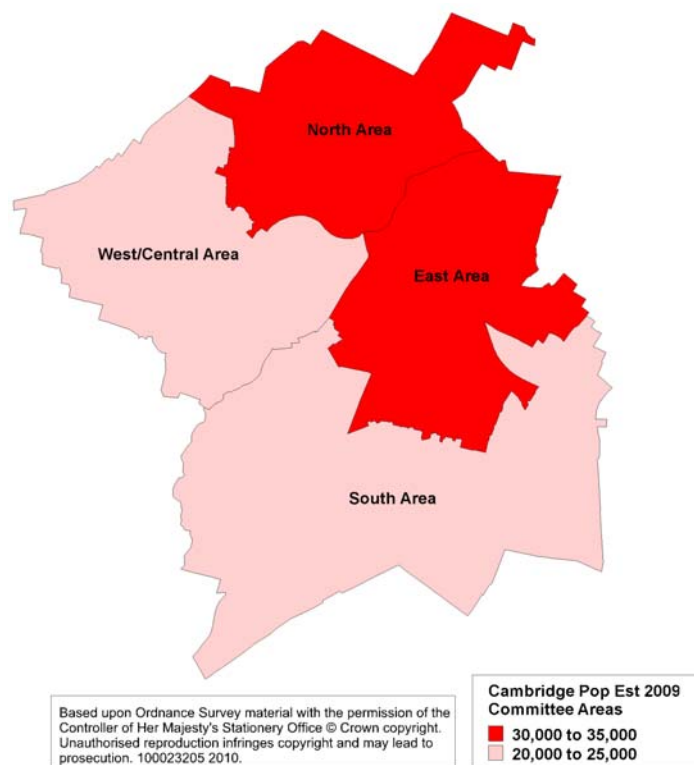 North Area
West/Central Area
East Area
South Area
Based upon Ordnance Survey material with the permission of the
Controller of Her Majesty's Stationery Office © Crown copyright.
Unauthorised reproduction infringes copyright and may lead to
prosecution. 100023205 2010.
Cambridge Pop Est 2009
Committee Areas
30,000 to 35,000
20,000 to 25,000